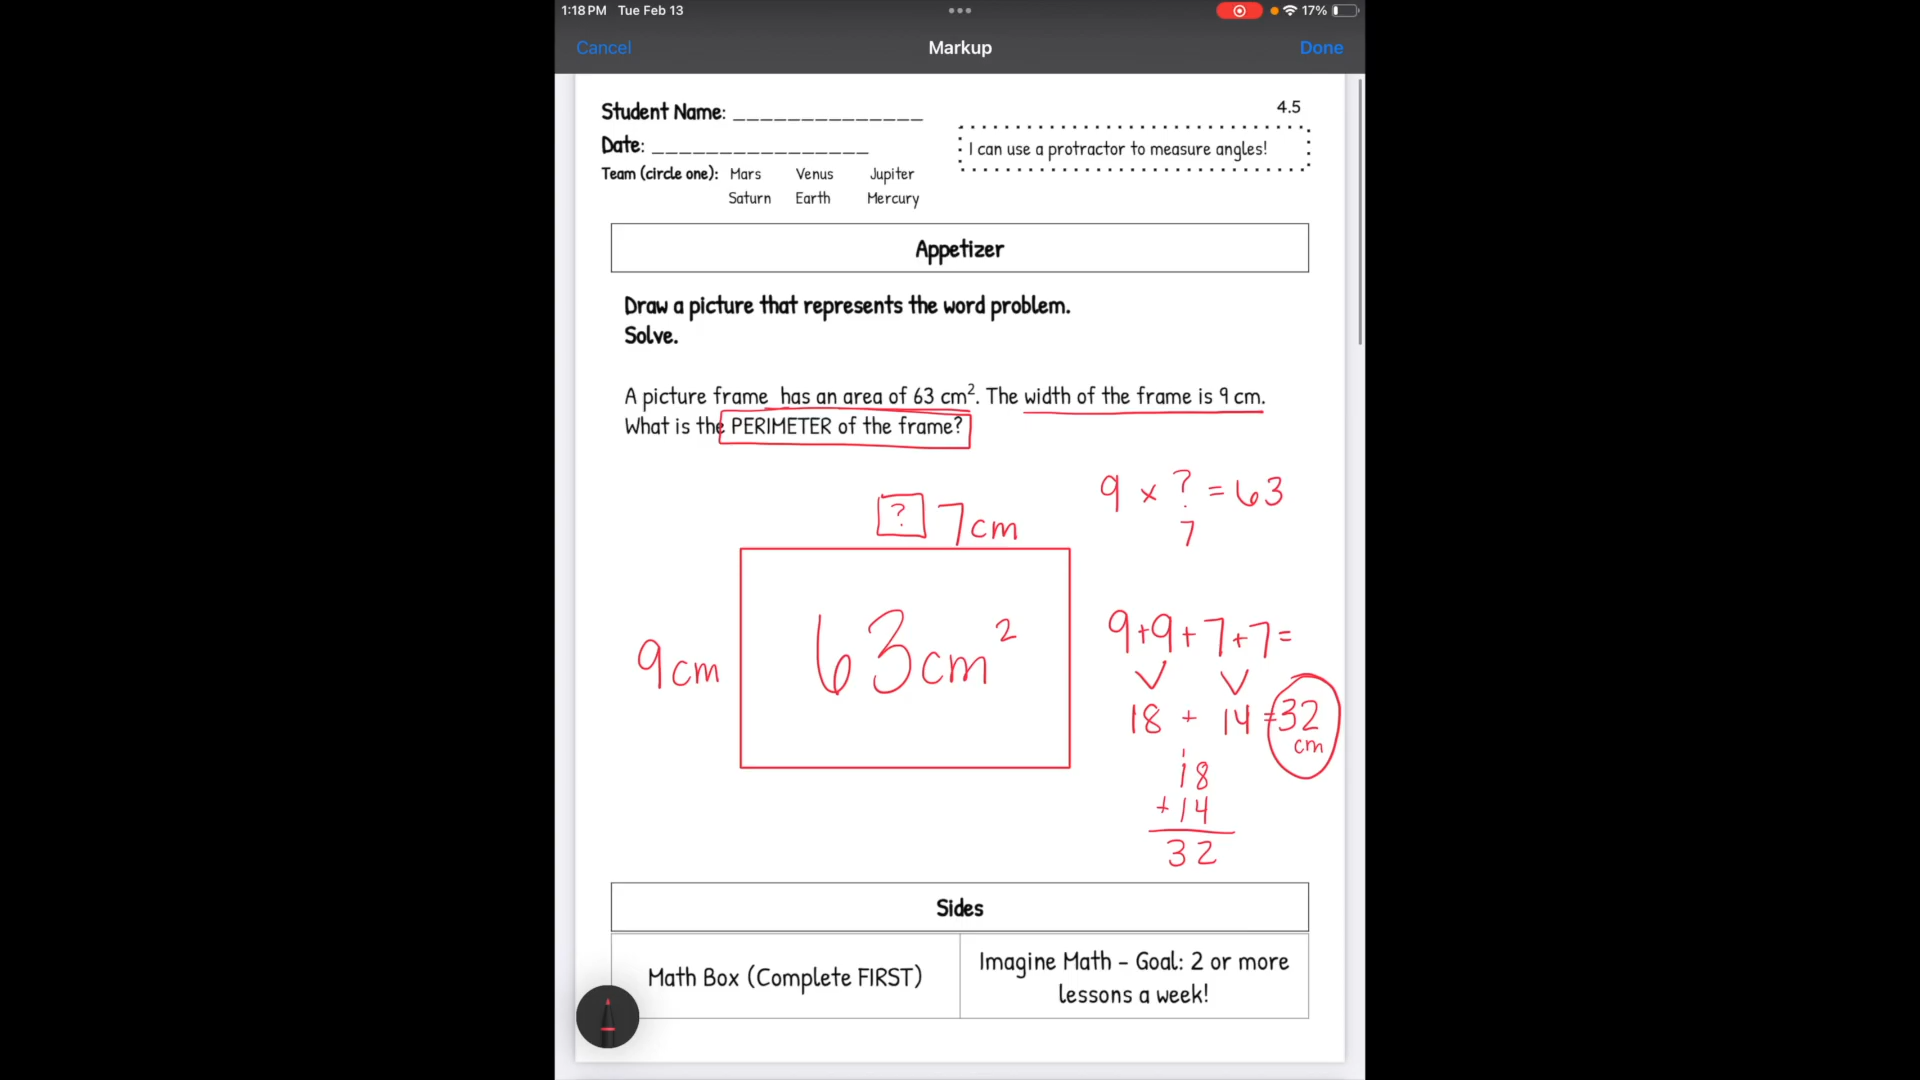 1:18 PM Tue Feb 13 17%
Cancel Markup Done
Student Name: ______________
4.5
Date: ________________
I can use a protractor to measure angles!
Team (circle one): Mars Venus Jupiter
Saturn Earth Mercury
Appetizer
Draw a picture that represents the word problem.
Solve.
A picture frame has an area of 63 cm². The width of the frame is 9 cm.
What is the PERIMETER of the frame?
9 x ? = 63
7
? 7cm
63cm²
9cm
9+9+7+7=
18 + 14 =32
cm
1
18
+14
32
Sides
Math Box (Complete FIRST)
Imagine Math - Goal: 2 or more
lessons a week!